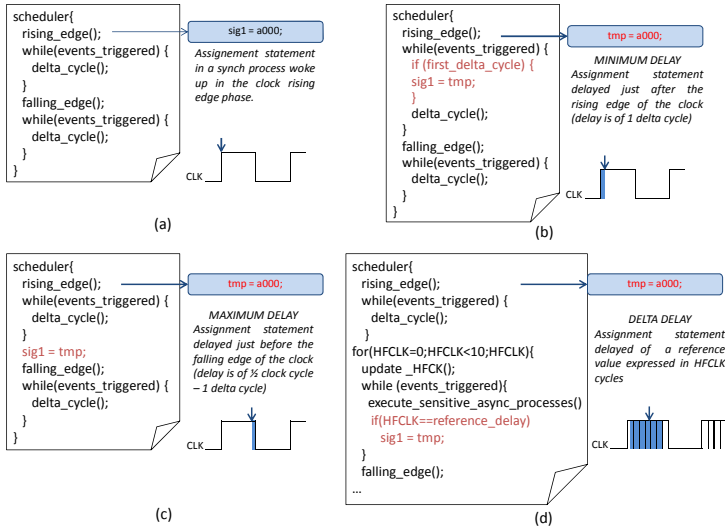 scheduler{
rising_edge();
while(events_triggered) {
delta_cycle();
}
falling_edge();
while(events_triggered) {
delta_cycle();
}
}
sig1 = a000;
Assignement statement
in a synch process woke
up in the clock rising
edge phase.
CLK
(a)
scheduler{
rising_edge();
while(events_triggered) {
if (first_delta_cycle) {
sig1 = tmp;
}
delta_cycle();
}
falling_edge();
while(events_triggered) {
delta_cycle();
}
}
tmp = a000;
MINIMUM DELAY
Assignment statement
delayed just after the
rising edge of the clock
(delay is of 1 delta cycle)
CLK
(b)
scheduler{
rising_edge();
while(events_triggered) {
delta_cycle();
}
sig1 = tmp;
falling_edge();
while(events_triggered) {
delta_cycle();
}
}
tmp = a000;
MAXIMUM DELAY
Assignment statement
delayed just before the
falling edge of the clock
(delay is of ½ clock cycle
– 1 delta cycle)
CLK
(c)
scheduler{
rising_edge();
while(events_triggered) {
delta_cycle();
}
for(HFCLK=0;HFCLK<10;HFCLK){
update _HFCK();
while (events_triggered){
execute_sensitive_async_processes()
if(HFCLK==reference_delay)
sig1 = tmp;
}
falling_edge();
...
tmp = a000;
DELTA DELAY
Assignment statement
delayed of a reference
value expressed in HFCLK
cycles
CLK
(d)